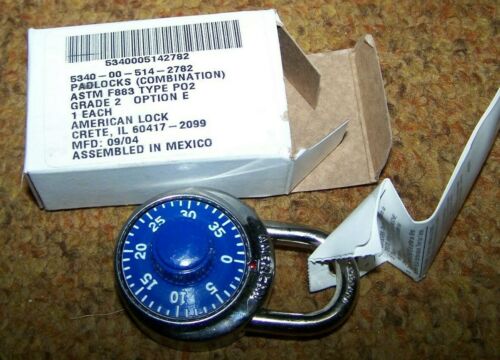 5340005142782
5340-00-514-2782
PADLOCKS (COMBINATION)
ASTM F883 TYPE PO2
GRADE 2 OPTION E
1 EACH
AMERICAN LOCK
CRETE, IL 60417-2099
MFD: 09/04
ASSEMBLED IN MEXICO
0
5
10
15
20
25
30
35